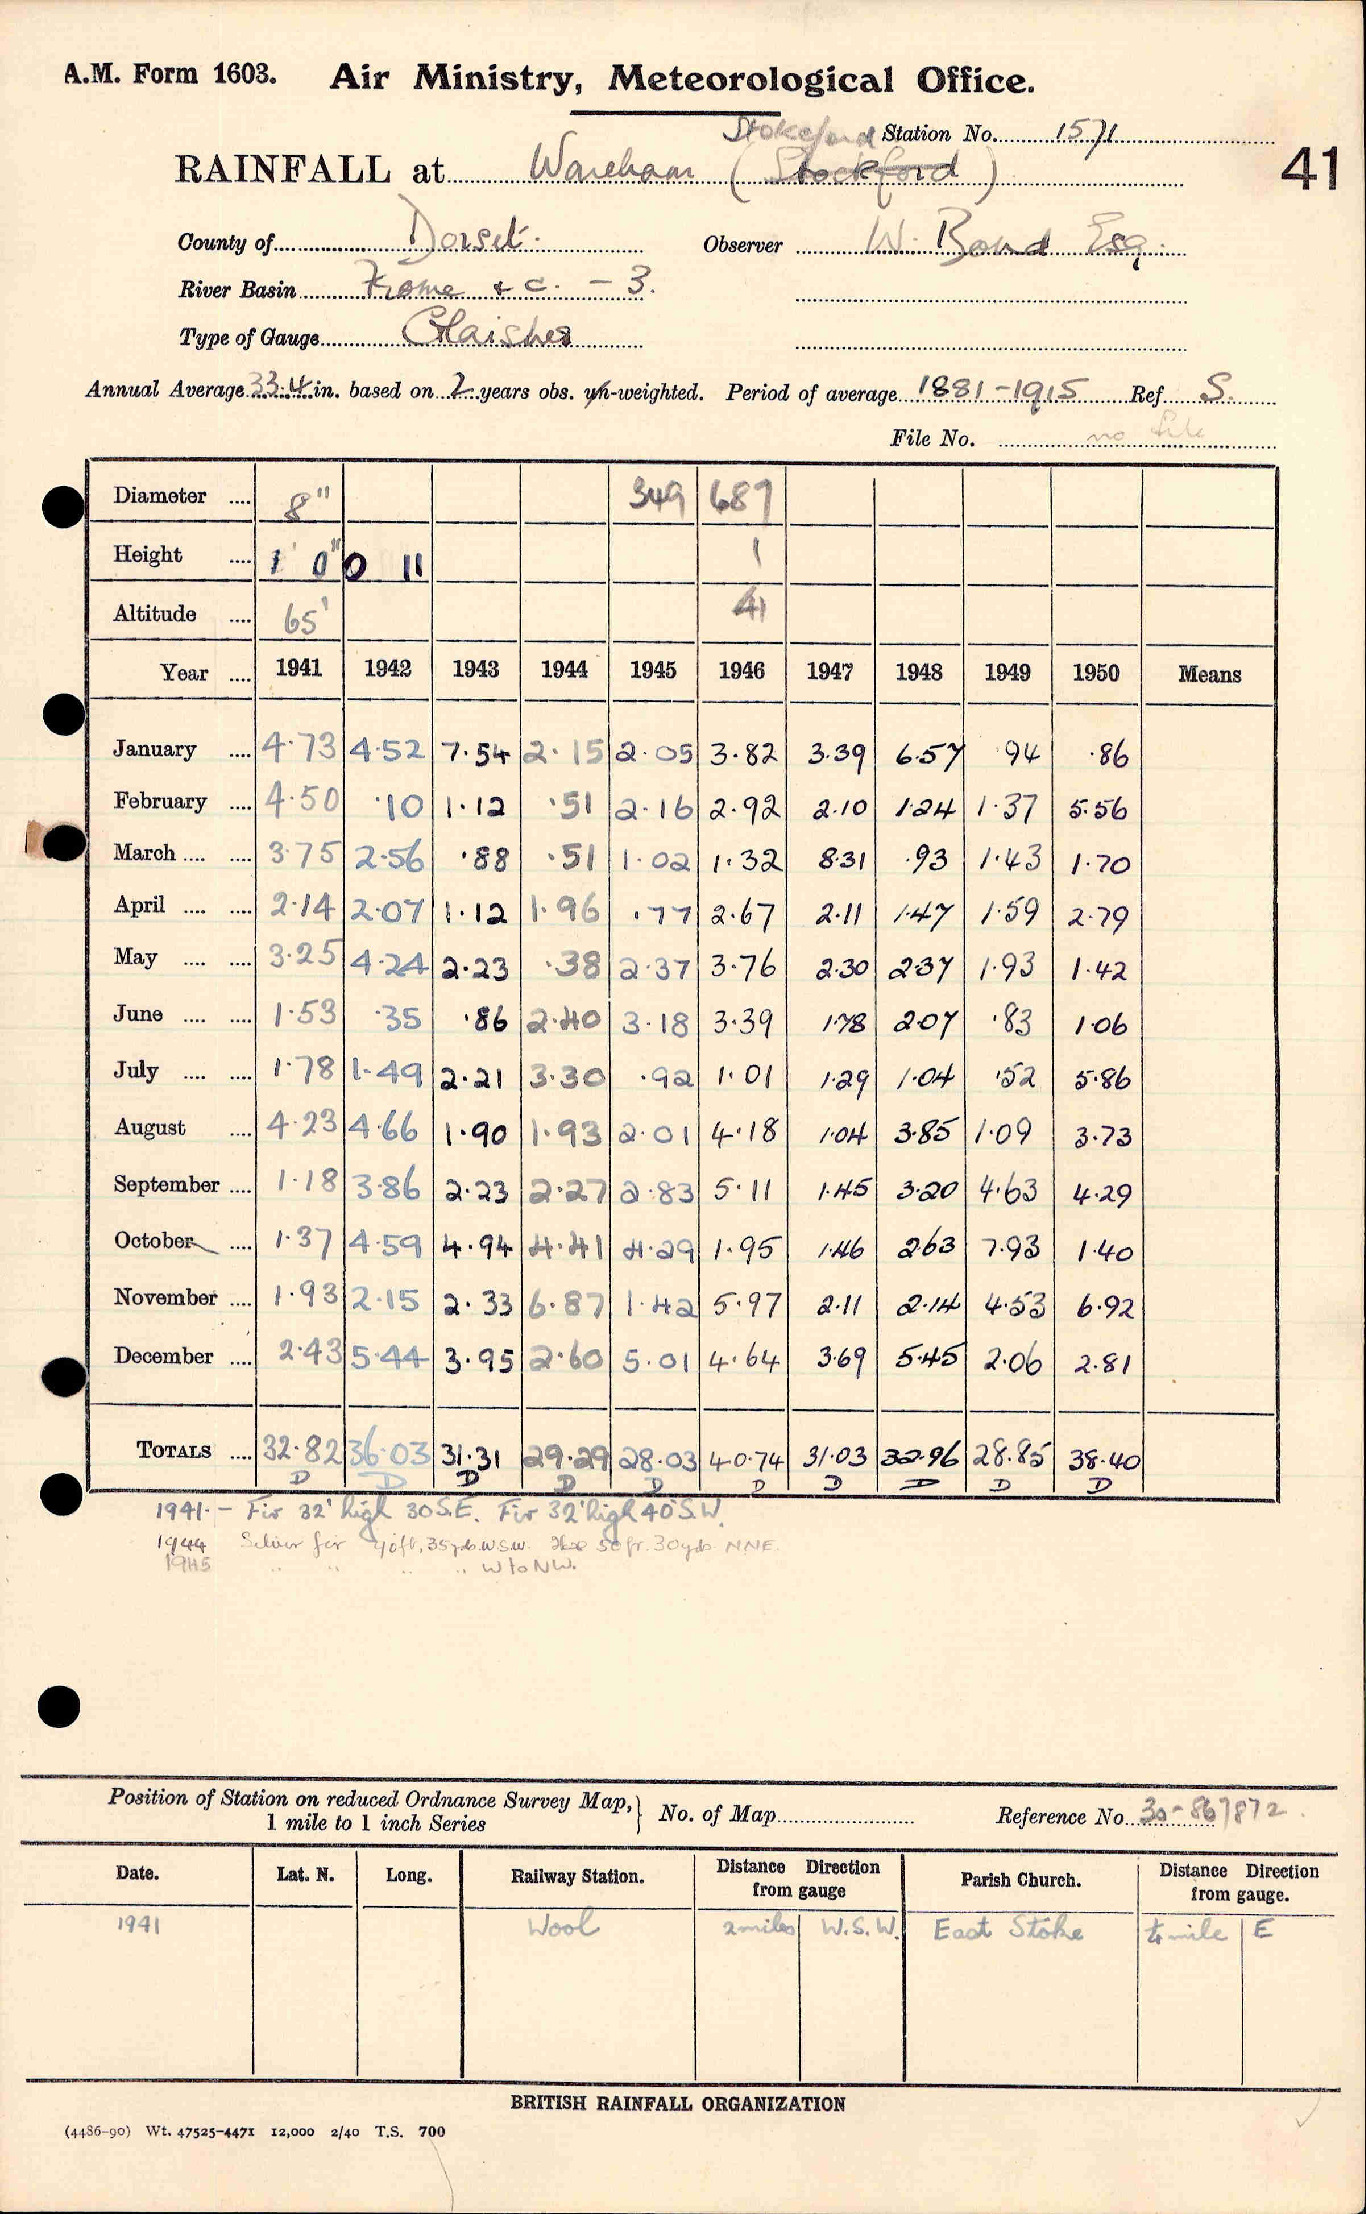 A.M. Form 1603. Air Ministry, Meteorological Office.
Stokeford Station No. 1571
RAINFALL at Wareham (Stockford) 41
County of Dorset. Observer W. Bond Esq.
River Basin Frome & c. - 3.
Type of Gauge Glaisher
Annual Average 33.4 in. based on 2 years obs. un-weighted. Period of average 1881-1915 Ref S.
File No. no file
Diameter .... 8" 349 687
Height .... 1' 0" 0 11 1
Altitude .... 65' 41
Year .... 1941 1942 1943 1944 1945 1946 1947 1948 1949 1950 Means
January .... 4.73 4.52 7.54 2.15 2.05 3.82 3.39 6.57 .94 .86
February .... 4.50 .10 1.12 .51 2.16 2.92 2.10 1.24 1.37 5.56
March .... .... 3.75 2.56 .88 .51 1.02 1.32 8.31 .93 1.43 1.70
April .... .... 2.14 2.07 1.12 1.96 .77 2.67 2.11 1.47 1.59 2.79
May .... .... 3.25 4.24 2.23 .38 2.37 3.76 2.30 2.37 1.93 1.42
June .... .... 1.53 .35 .86 2.40 3.18 3.39 1.78 2.07 .83 1.06
July .... .... 1.78 1.49 2.21 3.30 .92 1.01 1.29 1.04 .52 5.86
August .... 4.23 4.66 1.90 1.93 2.01 4.18 1.04 3.85 1.09 3.73
September .... 1.18 3.86 2.23 2.27 2.83 5.11 1.45 3.20 4.63 4.29
October .... 1.37 4.59 4.94 4.41 4.29 1.95 1.46 2.63 7.93 1.40
November .... 1.93 2.15 2.33 6.87 1.42 5.97 2.11 2.14 4.53 6.92
December .... 2.43 5.44 3.95 2.60 5.01 4.64 3.69 5.45 2.06 2.81
TOTALS .... 32.82 36.03 31.31 29.29 28.03 40.74 31.03 32.96 28.85 38.40
D D D D D D D D D D
1941. - Fir 32' high 30 S.E. Fir 32' high 40 S.W.
1944 Silver fir 40ft, 35yds. W.S.W. 50ft. 30yds NNE.
1945 " " " " W to NW.
Position of Station on reduced Ordnance Survey Map, 1 mile to 1 inch Series } No. of Map Reference No. 30-867872.
Date. Lat. N. Long. Railway Station. Distance Direction from gauge Parish Church. Distance Direction from gauge.
1941 Wool 2 miles W.S.W. East Stoke ¼ mile E
BRITISH RAINFALL ORGANIZATION
(4486-90) Wt. 47525-4471 12,000 2/40 T.S. 700